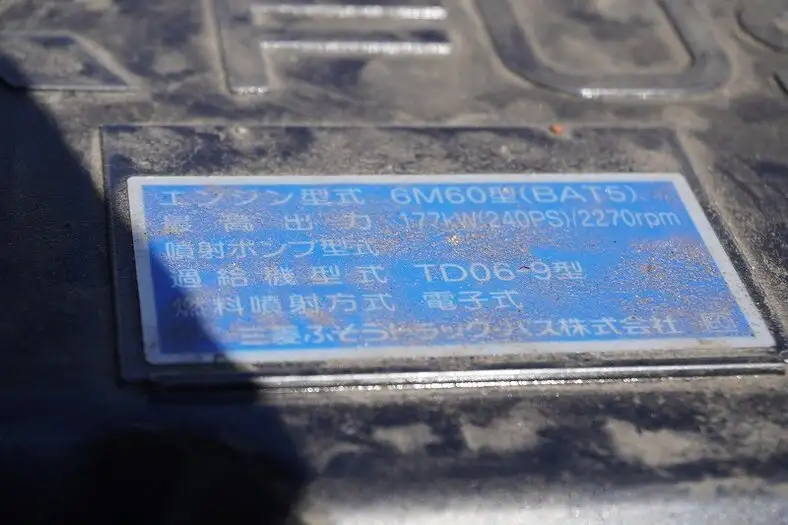 FU
エンジン型式 6M60型(BAT5)
最高出力 177kW(240PS)/2270rpm
噴射ポンプ型式
過給機型式 TD06-9型
燃料噴射方式 電子式
三菱ふそうトラック・バス株式会社